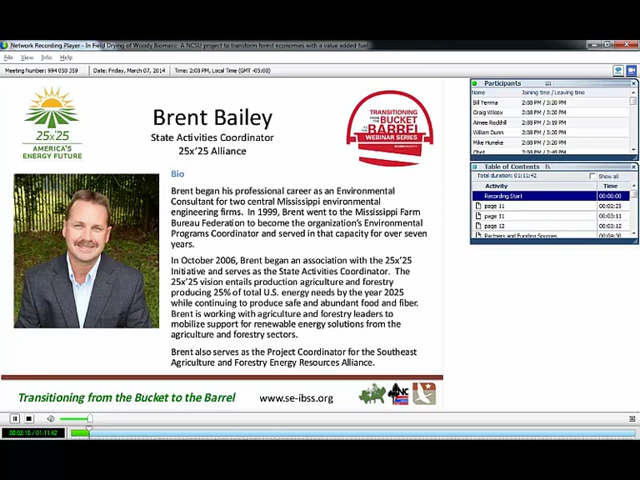 Network Recording Player - In Field Drying of Woody Biomass: A NCSU project to transform forest economies with a value added fuel
File View Info Help
Meeting Number: 994 050 359 Date: Friday, March 07, 2014 Time: 2:08 PM, Local Time (GMT -05:00)
25x'25
AMERICA'S
ENERGY FUTURE
Brent Bailey
State Activities Coordinator
25x'25 Alliance
TRANSITIONING
FROM THE
BUCKET
TO THE
BARREL
WEBINAR SERIES
Bio
Brent began his professional career as an Environmental
Consultant for two central Mississippi environmental
engineering firms. In 1999, Brent went to the Mississippi Farm
Bureau Federation to become the organization's Environmental
Programs Coordinator and served in that capacity for over seven
years.
In October 2006, Brent began an association with the 25x'25
Initiative and serves as the State Activities Coordinator. The
25x'25 vision entails production agriculture and forestry
producing 25% of total U.S. energy needs by the year 2025
while continuing to produce safe and abundant food and fiber.
Brent is working with agriculture and forestry leaders to
mobilize support for renewable energy solutions from the
agriculture and forestry sectors.
Brent also serves as the Project Coordinator for the Southeast
Agriculture and Forestry Energy Resources Alliance.
Transitioning from the Bucket to the Barrel www.se-ibss.org
NC
00:02:10 / 01:11:42
Participants
Name Joining time / Leaving time
Bill Yemma 2:08 PM / 3:20 PM
Craig Wilcox 2:08 PM / 3:20 PM
Aimee Rockhill 2:08 PM / 3:19 PM
William Dunn 2:08 PM / 3:20 PM
Mike Huneke 2:08 PM / 3:20 PM
Chet 2:08 PM / 3:19 PM
Table of Contents
Total duration: 01:11:42 Show all
Activity Time
Recording Start 00:00:00
page 11 00:02:25
page 11 00:03:11
page 12 00:03:11
Partners and Funding Sources 00:04:30